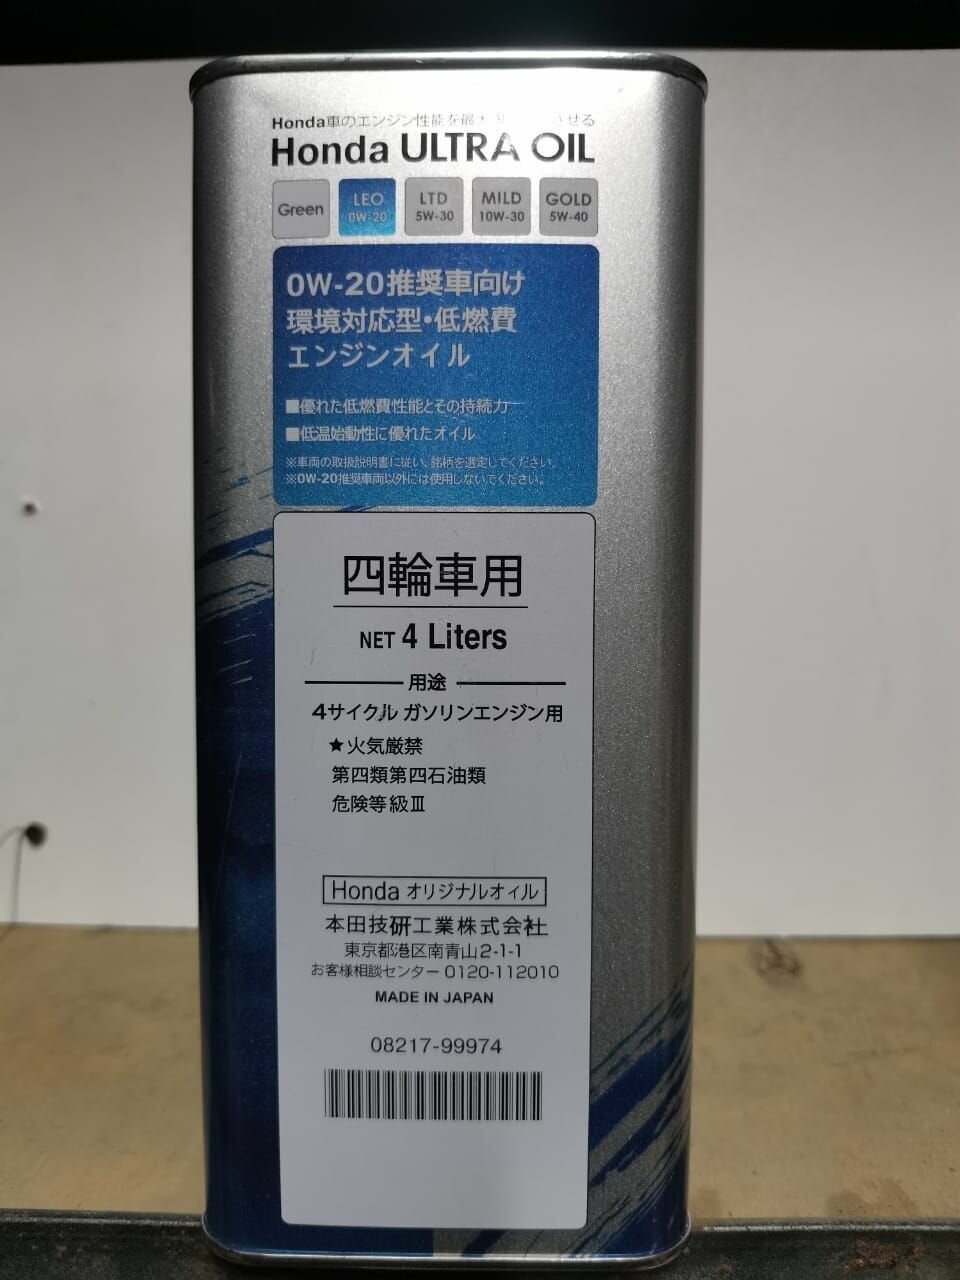 Honda車のエンジン性能を最 せる
Honda ULTRA OIL
Green
LEO
0W-20
LTD
5W-30
MILD
10W-30
GOLD
5W-40
0W-20推奨車向け
環境対応型・低燃費
エンジンオイル
■優れた低燃費性能とその持続力
■低温始動性に優れたオイル
※車両の取扱説明書に従い、銘柄を選定してください。
※0W-20推奨車両以外には使用しないでください。
四輪車用
NET 4 Liters
用途
4サイクル ガソリンエンジン用
★火気厳禁
第四類第四石油類
危険等級Ⅲ
Honda オリジナルオイル
本田技研工業株式会社
東京都港区南青山2-1-1
お客様相談センター 0120-112010
MADE IN JAPAN
08217-99974